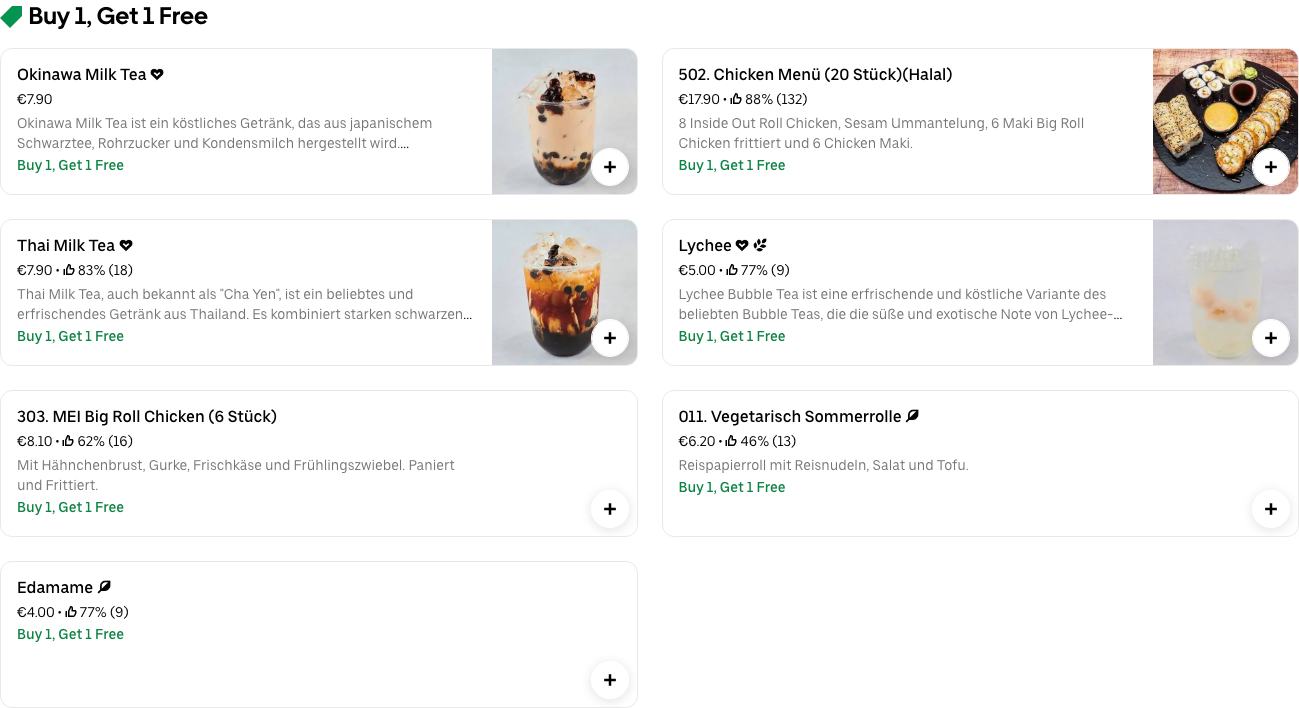 Buy 1, Get 1 Free
Okinawa Milk Tea
€7.90
Okinawa Milk Tea ist ein köstliches Getränk, das aus japanischem
Schwarztee, Rohrzucker und Kondensmilch hergestellt wird....
Buy 1, Get 1 Free
502. Chicken Menü (20 Stück)(Halal)
€17.90 • 88% (132)
8 Inside Out Roll Chicken, Sesam Ummantelung, 6 Maki Big Roll
Chicken frittiert und 6 Chicken Maki.
Buy 1, Get 1 Free
Thai Milk Tea
€7.90 • 83% (18)
Thai Milk Tea, auch bekannt als "Cha Yen", ist ein beliebtes und
erfrischendes Getränk aus Thailand. Es kombiniert starken schwarzen...
Buy 1, Get 1 Free
Lychee
€5.00 • 77% (9)
Lychee Bubble Tea ist eine erfrischende und köstliche Variante des
beliebten Bubble Teas, die die süße und exotische Note von Lychee-...
Buy 1, Get 1 Free
303. MEI Big Roll Chicken (6 Stück)
€8.10 • 62% (16)
Mit Hähnchenbrust, Gurke, Frischkäse und Frühlingszwiebel. Paniert
und Frittiert.
Buy 1, Get 1 Free
011. Vegetarisch Sommerrolle
€6.20 • 46% (13)
Reispapierroll mit Reisnudeln, Salat und Tofu.
Buy 1, Get 1 Free
Edamame
€4.00 • 77% (9)
Buy 1, Get 1 Free